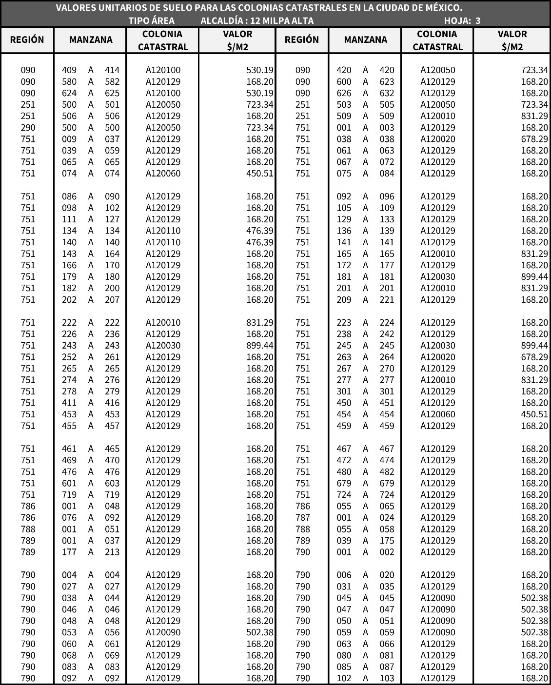 VALORES UNITARIOS DE SUELO PARA LAS COLONIAS CATASTRALES EN LA CIUDAD DE MÉXICO.
TIPO ÁREA ALCALDÍA : 12 MILPA ALTA HOJA: 3
REGIÓN MANZANA COLONIA CATASTRAL VALOR $/M2 REGIÓN MANZANA COLONIA CATASTRAL VALOR $/M2
090 409 A 414 A120100 530.19 090 420 A 420 A120050 723.34
090 580 A 582 A120129 168.20 090 600 A 623 A120129 168.20
090 624 A 625 A120100 530.19 090 626 A 632 A120129 168.20
251 500 A 501 A120050 723.34 251 503 A 505 A120050 723.34
251 506 A 506 A120129 168.20 251 509 A 509 A120010 831.29
290 500 A 500 A120050 723.34 751 001 A 003 A120129 168.20
751 009 A 037 A120129 168.20 751 038 A 038 A120020 678.29
751 039 A 059 A120129 168.20 751 061 A 063 A120129 168.20
751 065 A 065 A120129 168.20 751 067 A 072 A120129 168.20
751 074 A 074 A120060 450.51 751 075 A 084 A120129 168.20
751 086 A 090 A120129 168.20 751 092 A 096 A120129 168.20
751 098 A 102 A120129 168.20 751 105 A 109 A120129 168.20
751 111 A 127 A120129 168.20 751 129 A 133 A120129 168.20
751 134 A 134 A120110 476.39 751 136 A 139 A120129 168.20
751 140 A 140 A120110 476.39 751 141 A 141 A120129 168.20
751 143 A 164 A120129 168.20 751 165 A 165 A120010 831.29
751 166 A 170 A120129 168.20 751 172 A 177 A120129 168.20
751 179 A 180 A120129 168.20 751 181 A 181 A120030 899.44
751 182 A 200 A120129 168.20 751 201 A 201 A120010 831.29
751 202 A 207 A120129 168.20 751 209 A 221 A120129 168.20
751 222 A 222 A120010 831.29 751 223 A 224 A120129 168.20
751 226 A 236 A120129 168.20 751 238 A 242 A120129 168.20
751 243 A 243 A120030 899.44 751 245 A 245 A120030 899.44
751 252 A 261 A120129 168.20 751 263 A 264 A120020 678.29
751 265 A 265 A120129 168.20 751 267 A 270 A120129 168.20
751 274 A 276 A120129 168.20 751 277 A 277 A120010 831.29
751 278 A 279 A120129 168.20 751 301 A 301 A120129 168.20
751 411 A 416 A120129 168.20 751 450 A 451 A120129 168.20
751 453 A 453 A120129 168.20 751 454 A 454 A120060 450.51
751 455 A 457 A120129 168.20 751 459 A 459 A120129 168.20
751 461 A 465 A120129 168.20 751 467 A 467 A120129 168.20
751 469 A 470 A120129 168.20 751 472 A 474 A120129 168.20
751 476 A 476 A120129 168.20 751 480 A 482 A120129 168.20
751 601 A 603 A120129 168.20 751 679 A 679 A120129 168.20
751 719 A 719 A120129 168.20 751 724 A 724 A120129 168.20
786 001 A 048 A120129 168.20 786 055 A 065 A120129 168.20
786 076 A 092 A120129 168.20 787 001 A 024 A120129 168.20
788 001 A 051 A120129 168.20 788 055 A 058 A120129 168.20
789 001 A 037 A120129 168.20 789 039 A 175 A120129 168.20
789 177 A 213 A120129 168.20 790 001 A 002 A120129 168.20
790 004 A 004 A120129 168.20 790 006 A 020 A120129 168.20
790 027 A 027 A120129 168.20 790 031 A 035 A120129 168.20
790 038 A 044 A120129 168.20 790 045 A 045 A120090 502.38
790 046 A 046 A120129 168.20 790 047 A 047 A120090 502.38
790 048 A 048 A120129 168.20 790 050 A 051 A120090 502.38
790 053 A 056 A120090 502.38 790 059 A 059 A120090 502.38
790 060 A 061 A120129 168.20 790 063 A 066 A120129 168.20
790 068 A 069 A120129 168.20 790 080 A 081 A120129 168.20
790 083 A 083 A120129 168.20 790 085 A 087 A120129 168.20
790 092 A 092 A120129 168.20 790 102 A 103 A120129 168.20